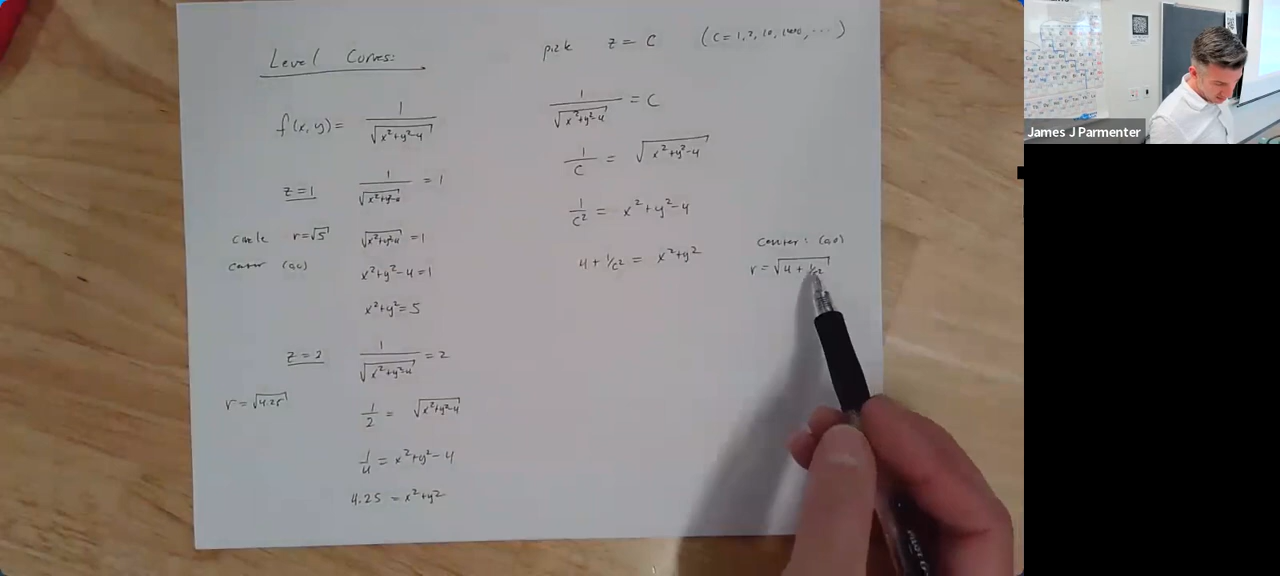 Level Curves:
f(x,y) = 1/√(x²+y²-4)
z=1 1/√(x²+y²-4) = 1
circle r=√5 √(x²+y²-4) = 1
center (0,0) x²+y²-4=1
x²+y²=5
z=2 1/√(x²+y²-4) = 2
r=√4.25 1/2 = √(x²+y²-4)
1/4 = x²+y²-4
4.25 = x²+y²
pick z = C (C=1, 2, 10, 1000, ...)
1/√(x²+y²-4) = C
1/C = √(x²+y²-4)
1/C² = x²+y²-4
4 + 1/C² = x²+y²
center: (0,0)
r = √(4 + 1/C²)
James J Parmenter